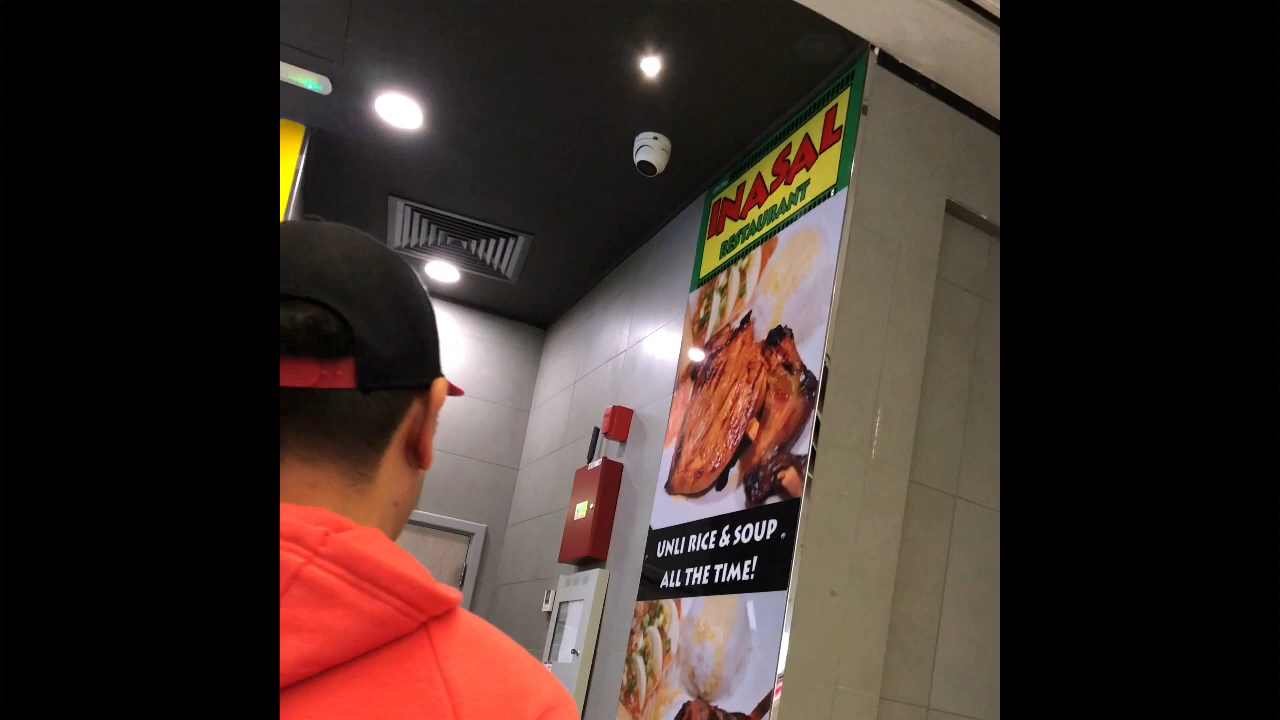 INASAL
RESTAURANT
UNLI RICE & SOUP
ALL THE TIME!